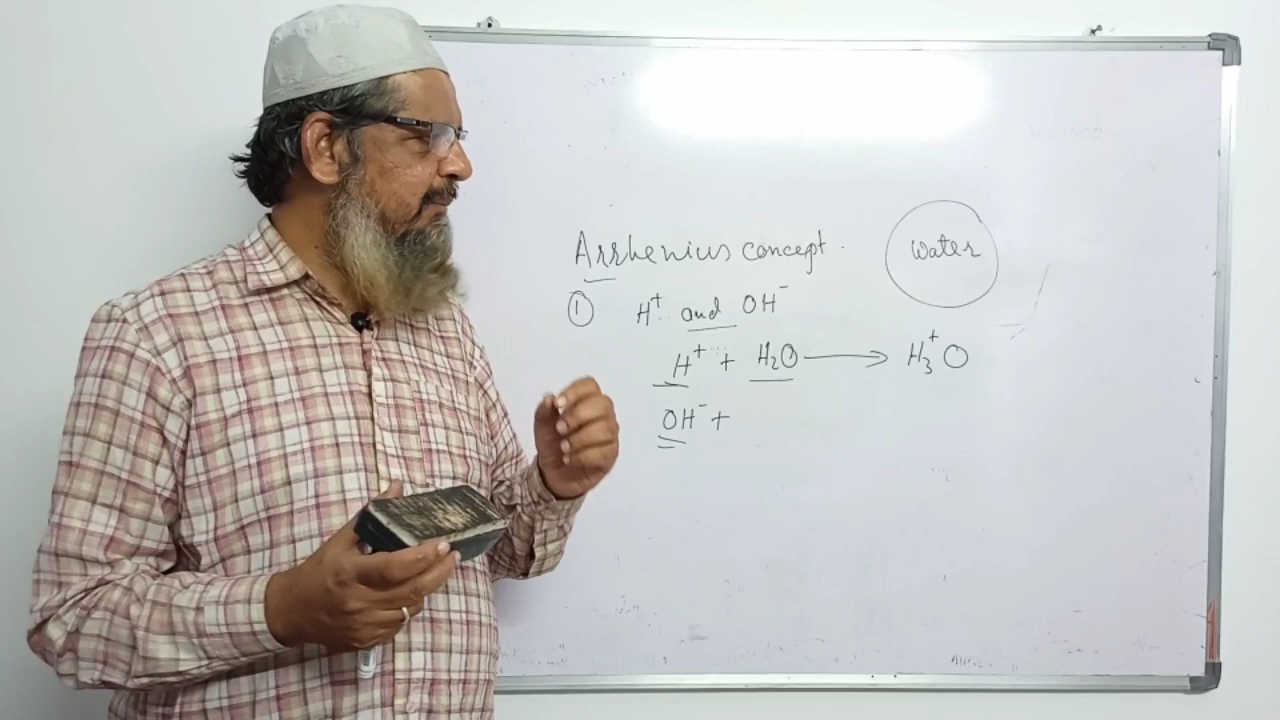 Arrhenius concept.
Water
① H⁺ and OH⁻
H⁺ + H₂O ⟶ H₃⁺O
OH⁻ +